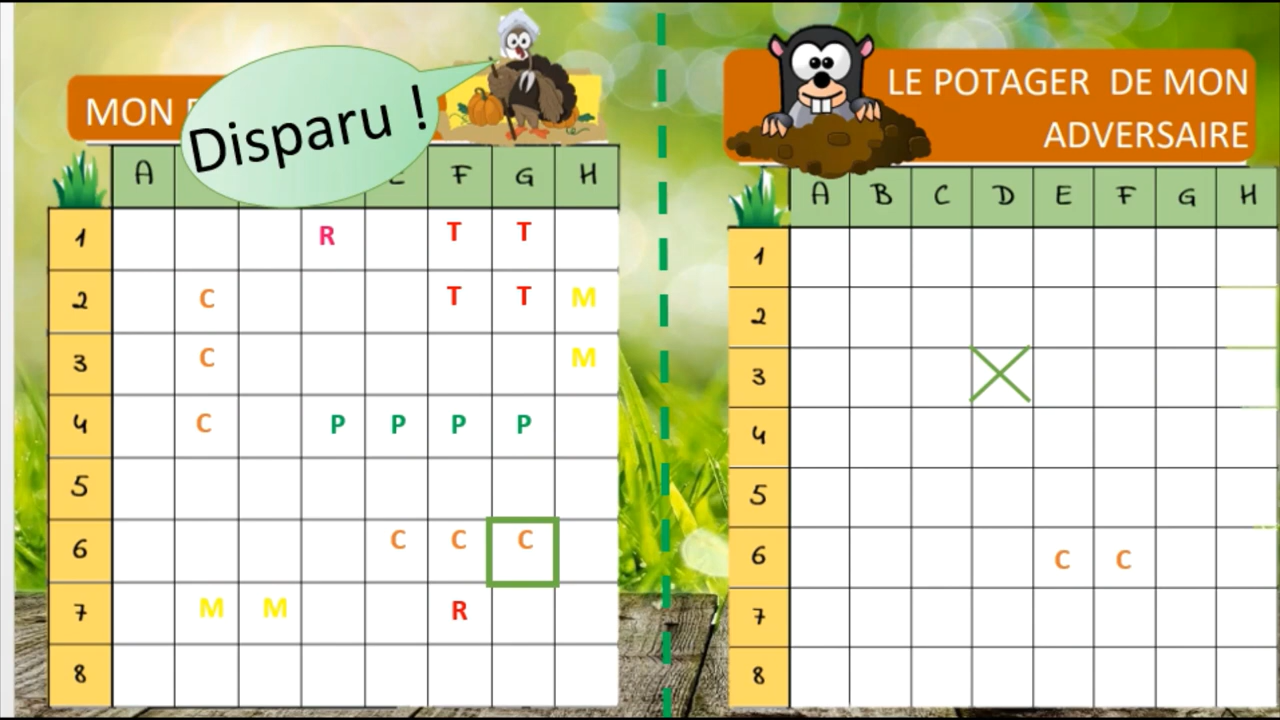 Disparu !
MON
A F G H
1 R T T
2 C T T M
3 C M
4 C P P P P
5
6 C C C
7 M M R
8
LE POTAGER DE MON
ADVERSAIRE
A B C D E F G H
1
2
3
4
5
6 C C
7
8